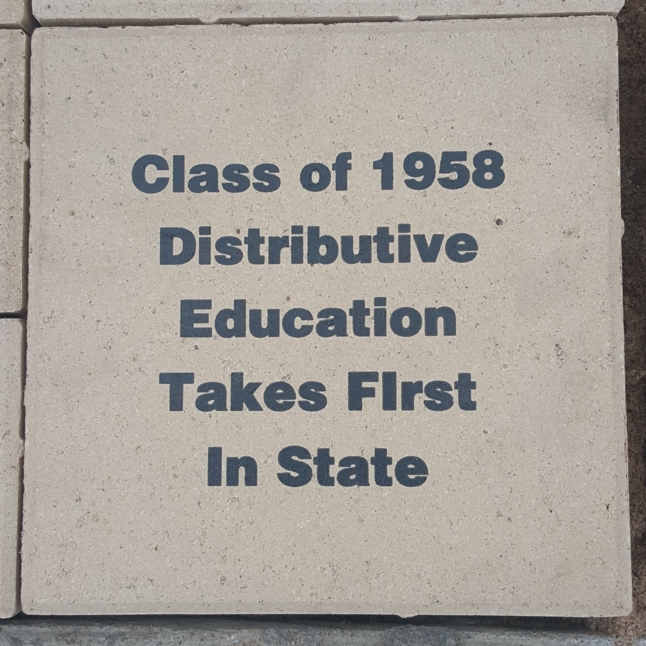 Class of 1958
Distributive
Education
Takes FIrst
In State